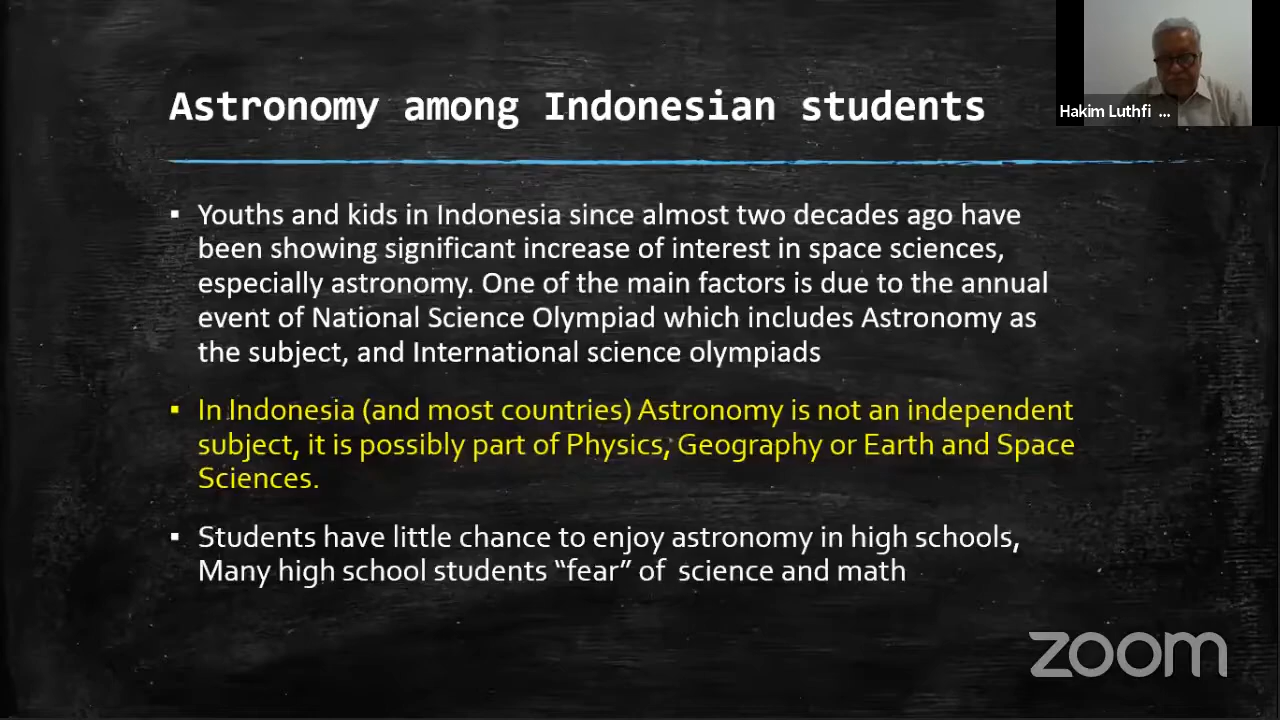 Astronomy among Indonesian students
Hakim Luthfi ...
▪ Youths and kids in Indonesia since almost two decades ago have
been showing significant increase of interest in space sciences,
especially astronomy. One of the main factors is due to the annual
event of National Science Olympiad which includes Astronomy as
the subject, and International science olympiads
▪ In Indonesia (and most countries) Astronomy is not an independent
subject, it is possibly part of Physics, Geography or Earth and Space
Sciences.
▪ Students have little chance to enjoy astronomy in high schools,
Many high school students “fear” of science and math
zoom